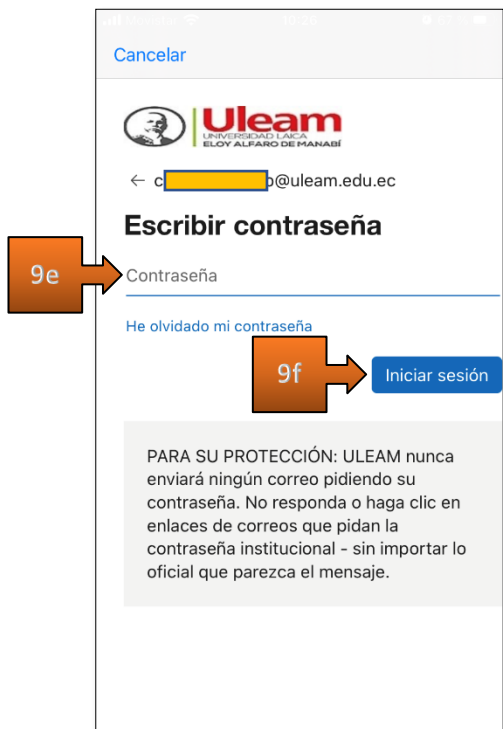 Cancelar
Uleam
UNIVERSIDAD LAICA
ELOY ALFARO DE MANABÍ
← c @uleam.edu.ec
Escribir contraseña
9e
Contraseña
He olvidado mi contraseña
9f
Iniciar sesión
PARA SU PROTECCIÓN: ULEAM nunca
enviará ningún correo pidiendo su
contraseña. No responda o haga clic en
enlaces de correos que pidan la
contraseña institucional - sin importar lo
oficial que parezca el mensaje.